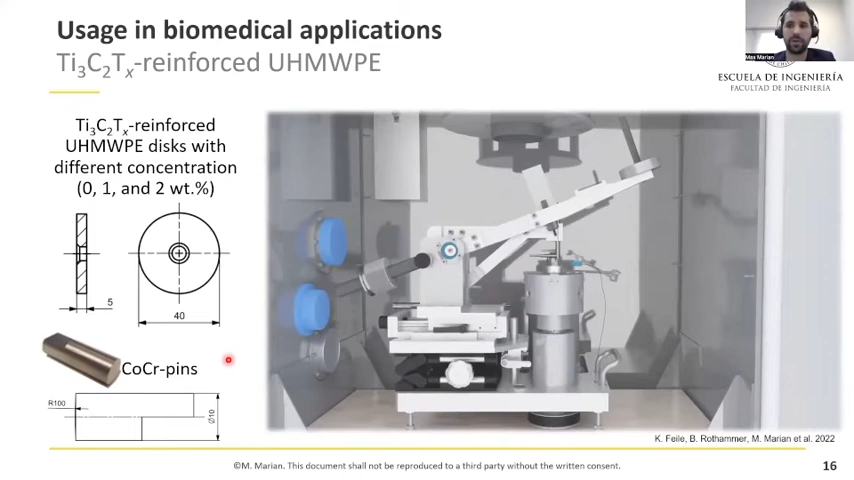 Usage in biomedical applications
Ti₃C₂Tₓ-reinforced UHMWPE
Max Marian
ESCUELA DE INGENIERÍA
FACULTAD DE INGENIERÍA
Ti₃C₂Tₓ-reinforced
UHMWPE disks with
different concentration
(0, 1, and 2 wt.%)
5
40
CoCr-pins
R100
Ø10
K. Feile, B. Rothammer, M. Marian et al. 2022
©M. Marian. This document shall not be reproduced to a third party without the written consent.
16